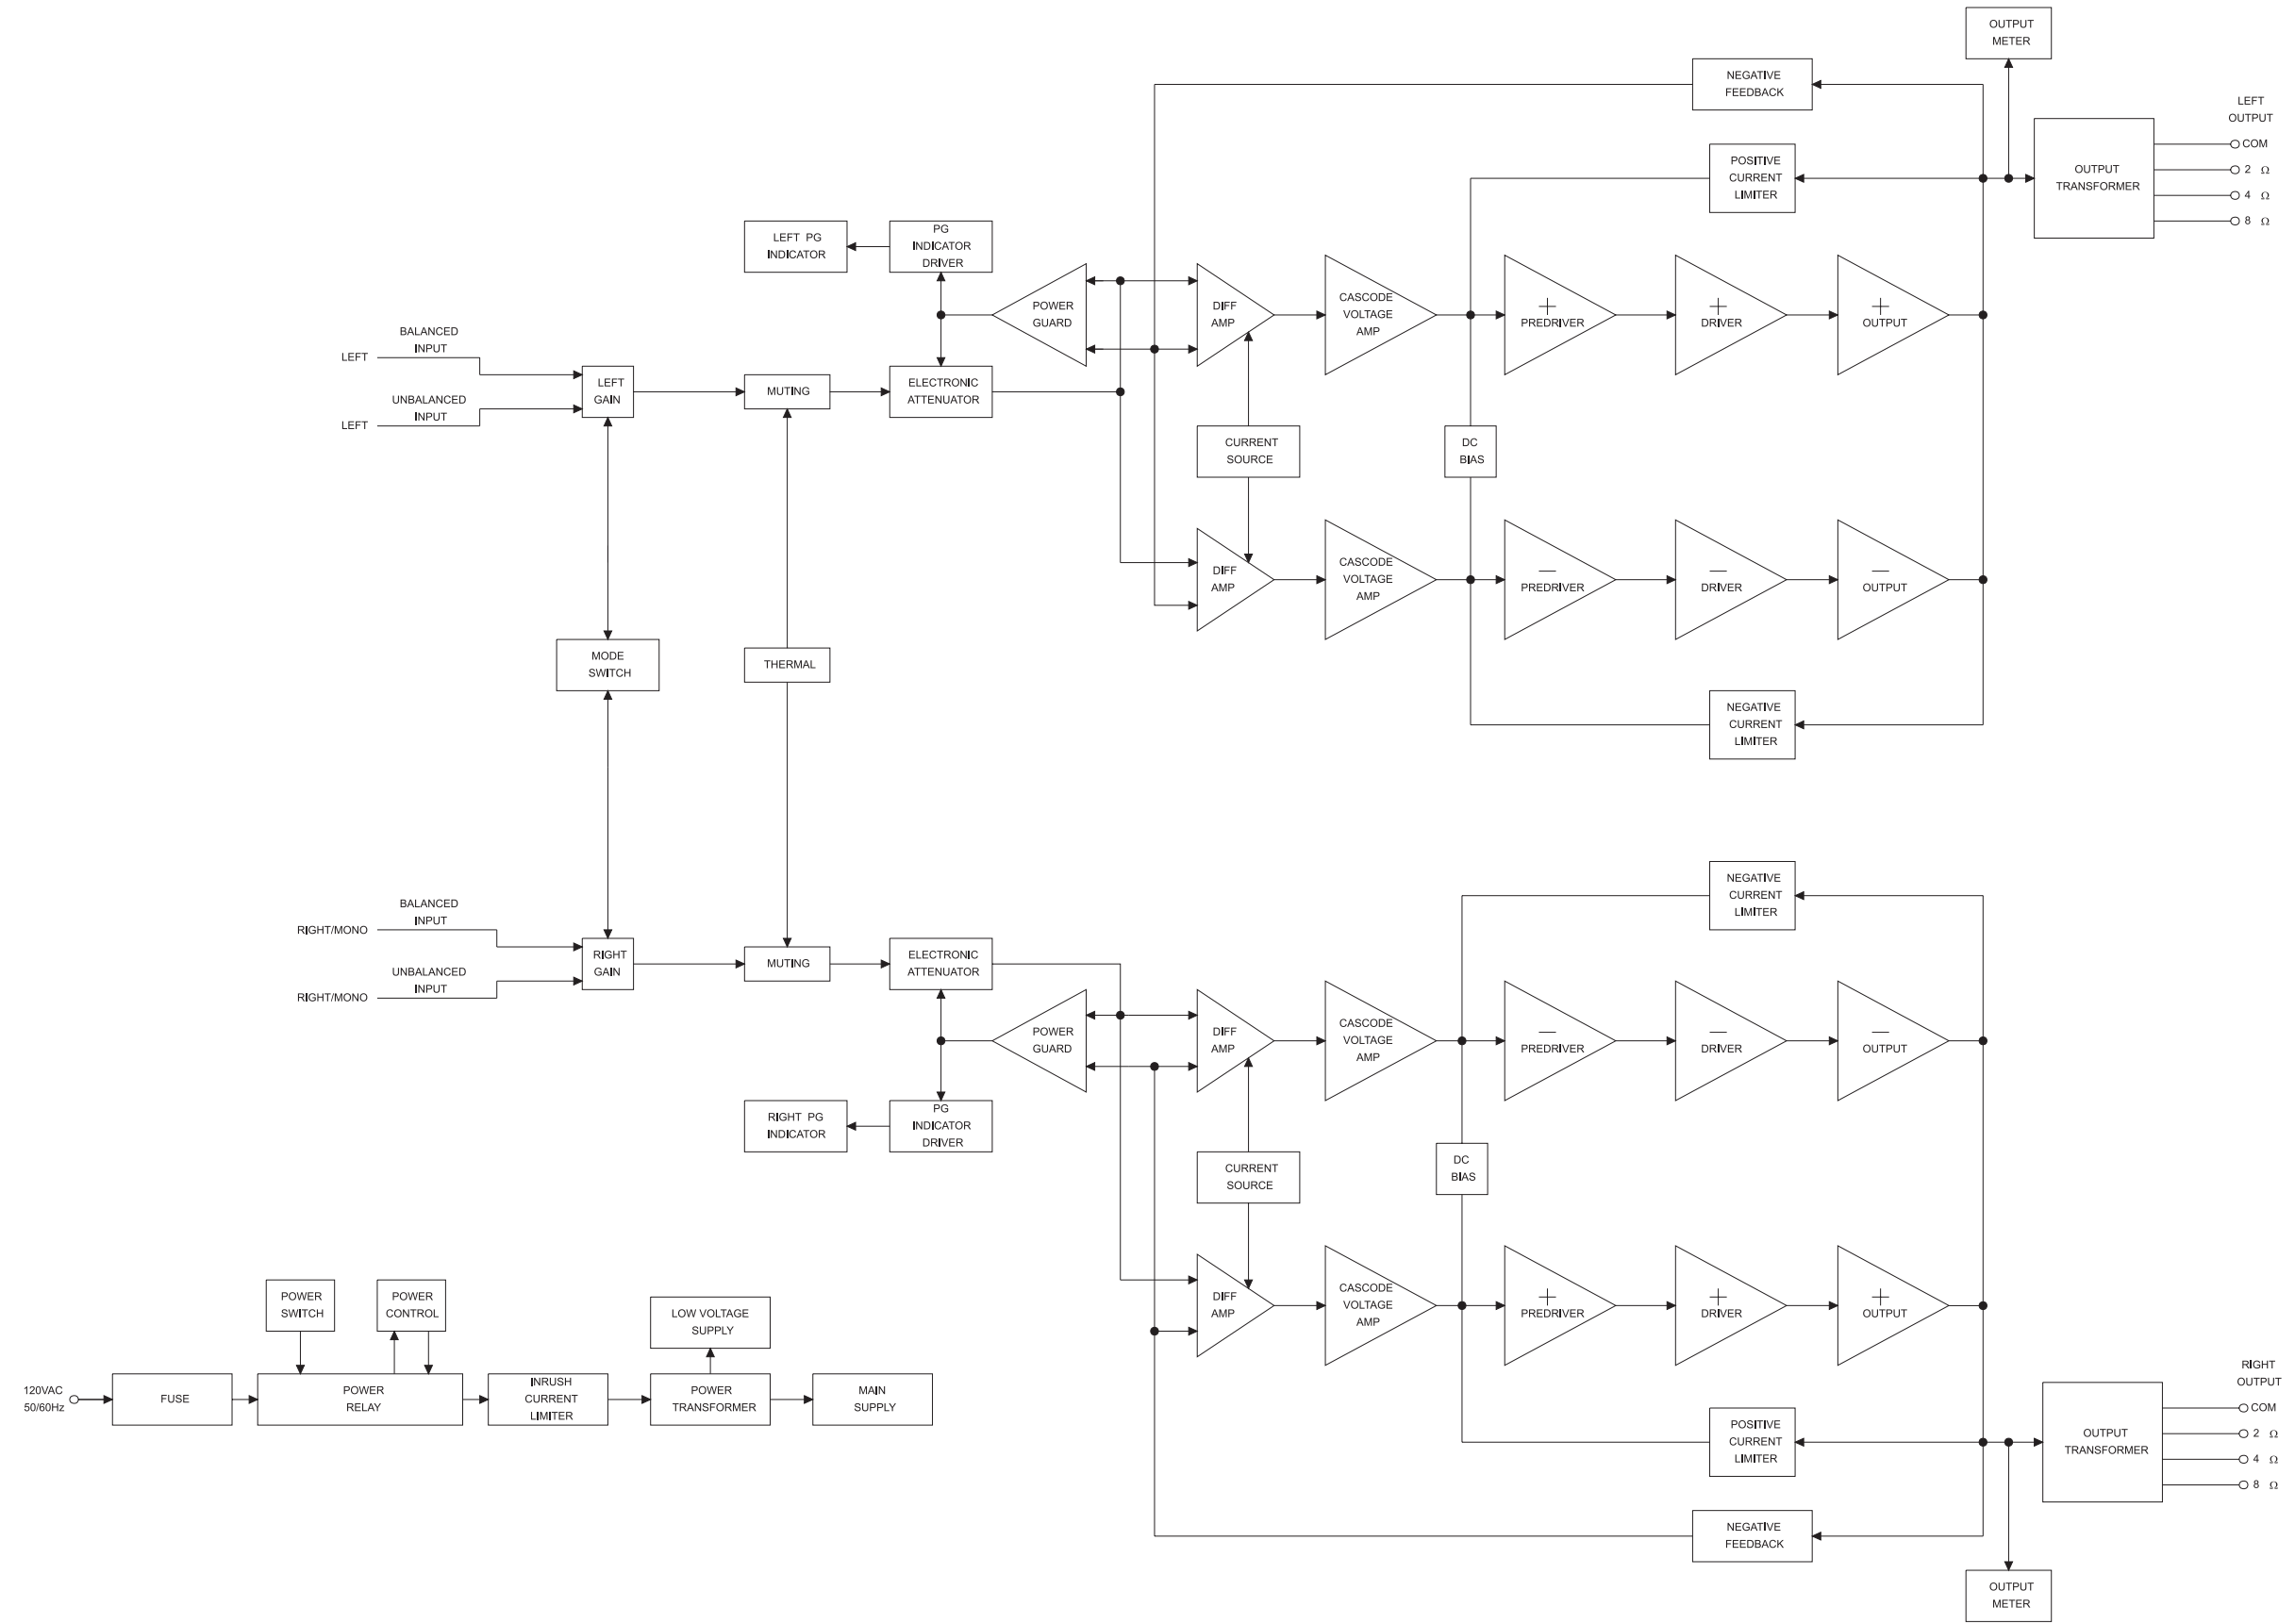 OUTPUT
METER
NEGATIVE
FEEDBACK
LEFT
OUTPUT
COM
2 Ω
4 Ω
8 Ω
OUTPUT
TRANSFORMER
POSITIVE
CURRENT
LIMITER
LEFT PG
INDICATOR
PG
INDICATOR
DRIVER
POWER
GUARD
DIFF
AMP
CASCODE
VOLTAGE
AMP
+
PREDRIVER
+
DRIVER
+
OUTPUT
BALANCED
INPUT
LEFT
UNBALANCED
INPUT
LEFT
LEFT
GAIN
MUTING
ELECTRONIC
ATTENUATOR
CURRENT
SOURCE
DC
BIAS
DIFF
AMP
CASCODE
VOLTAGE
AMP
—
PREDRIVER
—
DRIVER
—
OUTPUT
MODE
SWITCH
THERMAL
NEGATIVE
CURRENT
LIMITER
NEGATIVE
CURRENT
LIMITER
BALANCED
INPUT
RIGHT/MONO
UNBALANCED
INPUT
RIGHT/MONO
RIGHT
GAIN
MUTING
ELECTRONIC
ATTENUATOR
POWER
GUARD
DIFF
AMP
CASCODE
VOLTAGE
AMP
—
PREDRIVER
—
DRIVER
—
OUTPUT
RIGHT PG
INDICATOR
PG
INDICATOR
DRIVER
CURRENT
SOURCE
DC
BIAS
DIFF
AMP
CASCODE
VOLTAGE
AMP
+
PREDRIVER
+
DRIVER
+
OUTPUT
POWER
SWITCH
POWER
CONTROL
LOW VOLTAGE
SUPPLY
120VAC
50/60Hz
FUSE
POWER
RELAY
INRUSH
CURRENT
LIMITER
POWER
TRANSFORMER
MAIN
SUPPLY
POSITIVE
CURRENT
LIMITER
OUTPUT
TRANSFORMER
RIGHT
OUTPUT
COM
2 Ω
4 Ω
8 Ω
NEGATIVE
FEEDBACK
OUTPUT
METER